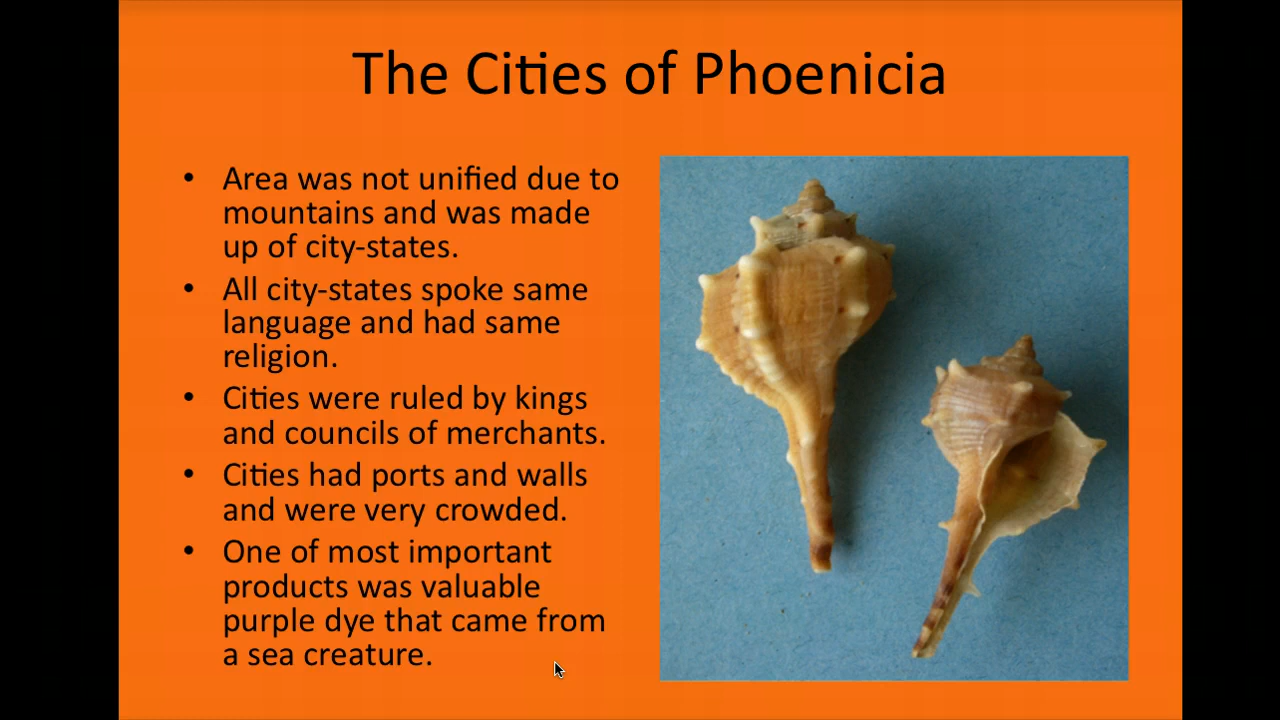 The Cities of Phoenicia
• Area was not unified due to
mountains and was made
up of city-states.
• All city-states spoke same
language and had same
religion.
• Cities were ruled by kings
and councils of merchants.
• Cities had ports and walls
and were very crowded.
• One of most important
products was valuable
purple dye that came from
a sea creature.